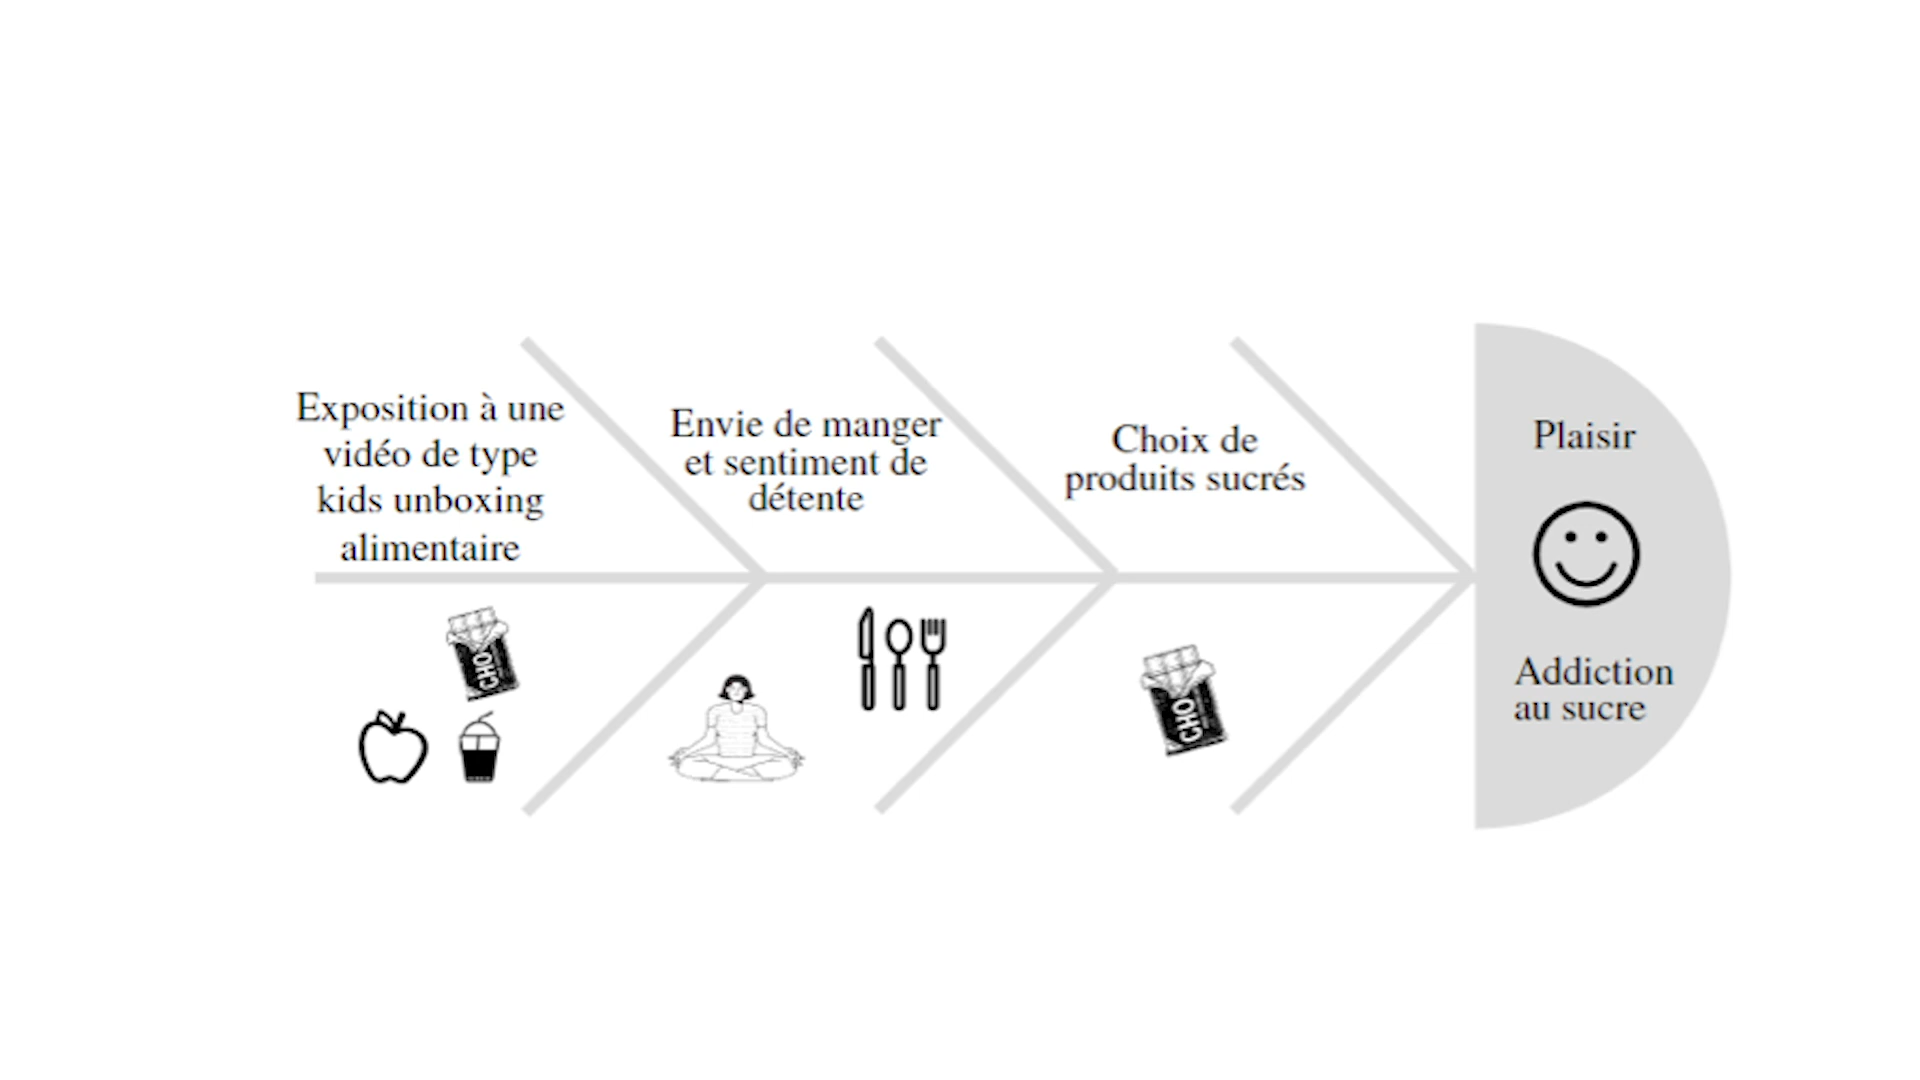 Exposition à une
vidéo de type
kids unboxing
alimentaire
Envie de manger
et sentiment de
détente
Choix de
produits sucrés
Plaisir
Addiction
au sucre
CHO
CHO